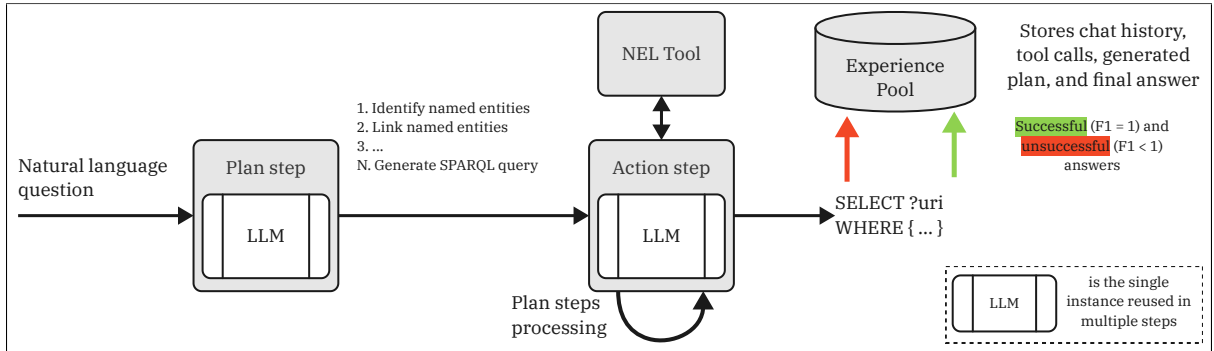 Natural language
question
Plan step
LLM
1. Identify named entities
2. Link named entities
3. ...
N. Generate SPARQL query
NEL Tool
Action step
LLM
Plan steps
processing
Experience
Pool
SELECT ?uri
WHERE { ... }
Stores chat history,
tool calls, generated
plan, and final answer
Successful (F1 = 1) and
unsuccessful (F1 < 1)
answers
LLM
is the single
instance reused in
multiple steps